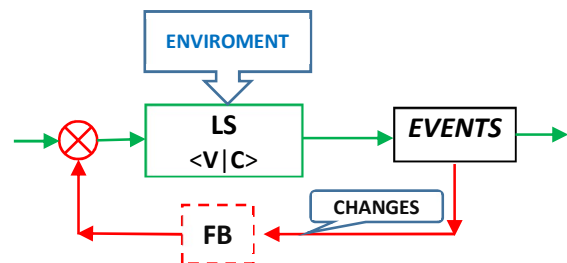 ENVIROMENT
LS
<V|C>
EVENTS
CHANGES
FB